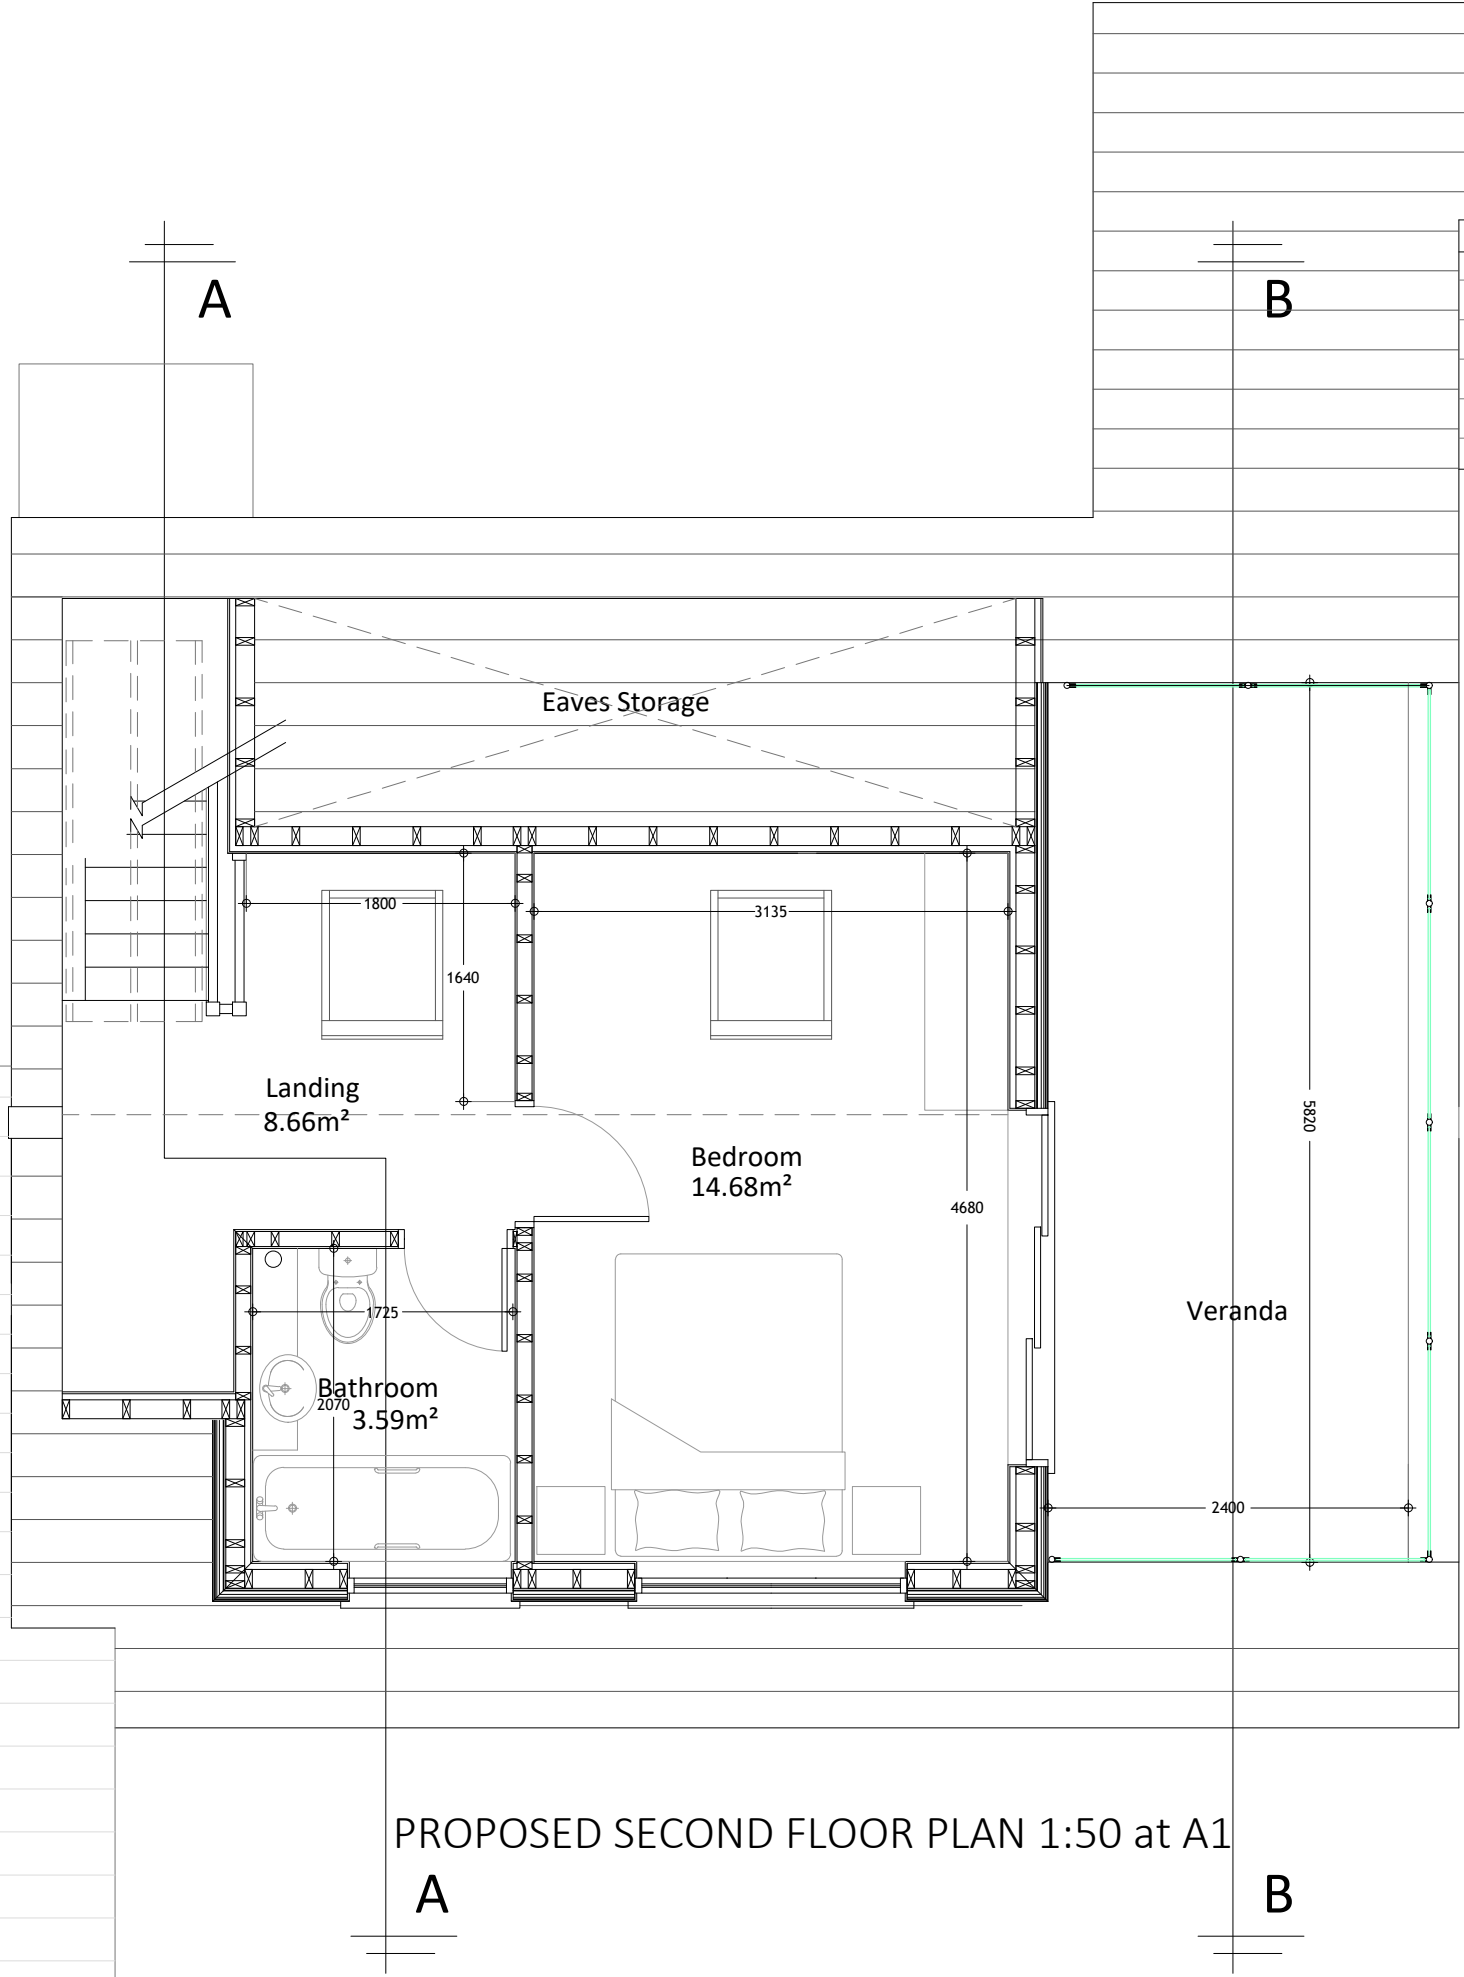 A
B
Eaves Storage
1800
3135
1640
Landing
8.66m²
5820
Bedroom
14.68m²
4680
1725
Veranda
Bathroom
2070
3.59m²
2400
PROPOSED SECOND FLOOR PLAN 1:50 at A1
A
B